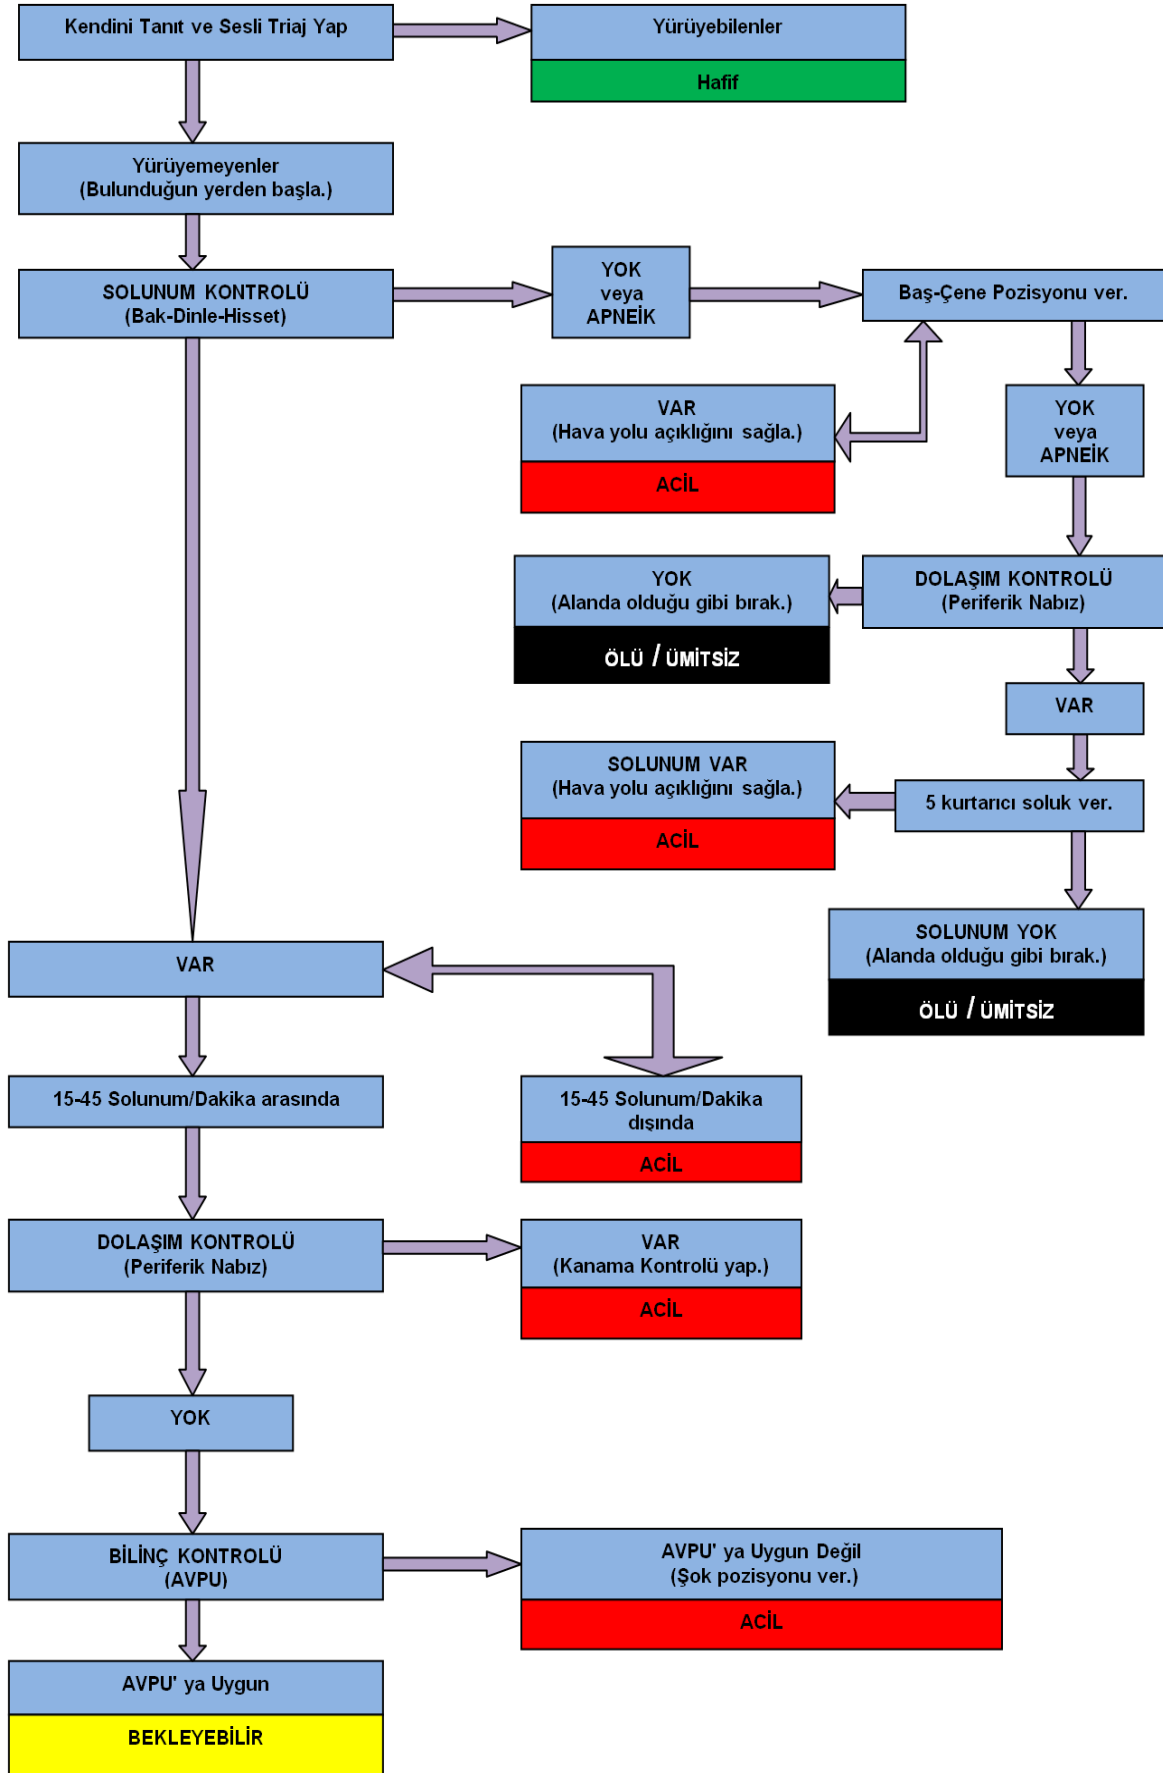 Kendini Tanıt ve Sesli Triaj Yap
Yürüyebilenler
Hafif
Yürüyemeyenler
(Bulunduğun yerden başla.)
SOLUNUM KONTROLÜ
(Bak-Dinle-Hisset)
YOK
veya
APNEİK
Baş-Çene Pozisyonu ver.
VAR
(Hava yolu açıklığını sağla.)
ACİL
YOK
veya
APNEİK
DOLAŞIM KONTROLÜ
(Periferik Nabız)
YOK
(Alanda olduğu gibi bırak.)
ÖLÜ / ÜMİTSİZ
VAR
5 kurtarıcı soluk ver.
SOLUNUM VAR
(Hava yolu açıklığını sağla.)
ACİL
SOLUNUM YOK
(Alanda olduğu gibi bırak.)
ÖLÜ / ÜMİTSİZ
VAR
15-45 Solunum/Dakika arasında
15-45 Solunum/Dakika
dışında
ACİL
DOLAŞIM KONTROLÜ
(Periferik Nabız)
VAR
(Kanama Kontrolü yap.)
ACİL
YOK
BİLİNÇ KONTROLÜ
(AVPU)
AVPU' ya Uygun Değil
(Şok pozisyonu ver.)
ACİL
AVPU' ya Uygun
BEKLEYEBİLİR